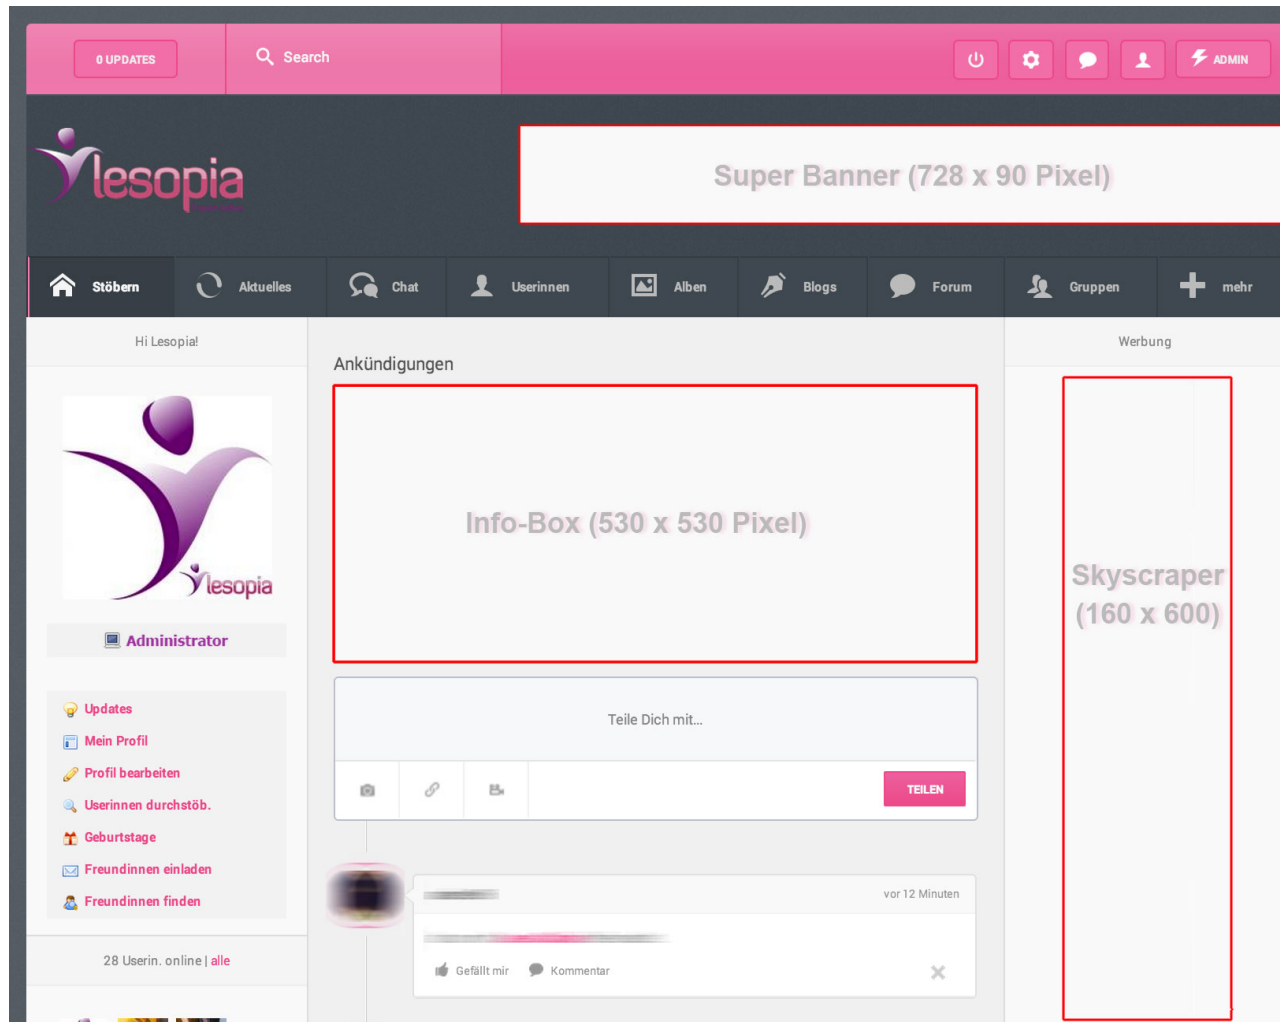 0 UPDATES
Search
ADMIN
lesopia
Super Banner (728 x 90 Pixel)
Stöbern
Aktuelles
Chat
Userinnen
Alben
Blogs
Forum
Gruppen
mehr
Hi Lesopia!
lesopia
Administrator
Updates
Mein Profil
Profil bearbeiten
Userinnen durchstöb.
Geburtstage
Freundinnen einladen
Freundinnen finden
28 Userin. online | alle
Ankündigungen
Info-Box (530 x 530 Pixel)
Teile Dich mit...
TEILEN
vor 12 Minuten
Gefällt mir
Kommentar
Werbung
Skyscraper
(160 x 600)